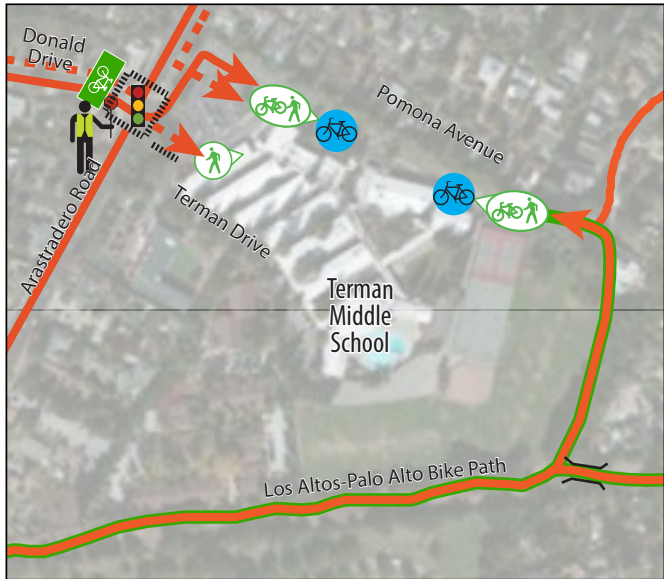 Donald
Drive
Pomona Avenue
Arastradero Road
Terman Drive
Terman
Middle
School
Los Altos-Palo Alto Bike Path